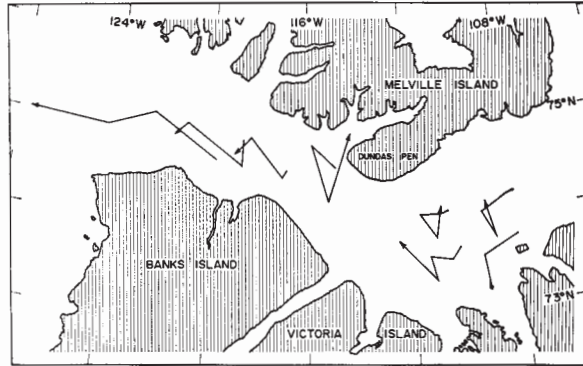 124°W 116°W 108°W
MELVILLE ISLAND
75°N
DUNDAS PEN
BANKS ISLAND
73°N
VICTORIA ISLAND